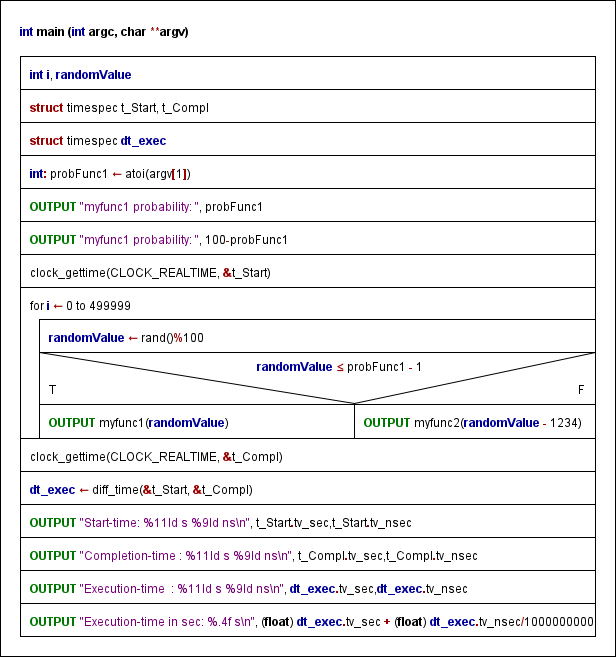 int main (int argc, char **argv)
int i, randomValue
struct timespec t_Start, t_Compl
struct timespec dt_exec
int: probFunc1 ← atoi(argv[1])
OUTPUT "myfunc1 probability: ", probFunc1
OUTPUT "myfunc1 probability: ", 100-probFunc1
clock_gettime(CLOCK_REALTIME, &t_Start)
for i ← 0 to 499999
randomValue ← rand()%100
randomValue ≤ probFunc1 - 1
T F
OUTPUT myfunc1(randomValue) OUTPUT myfunc2(randomValue - 1234)
clock_gettime(CLOCK_REALTIME, &t_Compl)
dt_exec ← diff_time(&t_Start, &t_Compl)
OUTPUT "Start-time: %11ld s %9ld ns\n", t_Start.tv_sec,t_Start.tv_nsec
OUTPUT "Completion-time : %11ld s %9ld ns\n", t_Compl.tv_sec,t_Compl.tv_nsec
OUTPUT "Execution-time  : %11ld s %9ld ns\n", dt_exec.tv_sec,dt_exec.tv_nsec
OUTPUT "Execution-time in sec: %.4f s\n", (float) dt_exec.tv_sec + (float) dt_exec.tv_nsec/1000000000